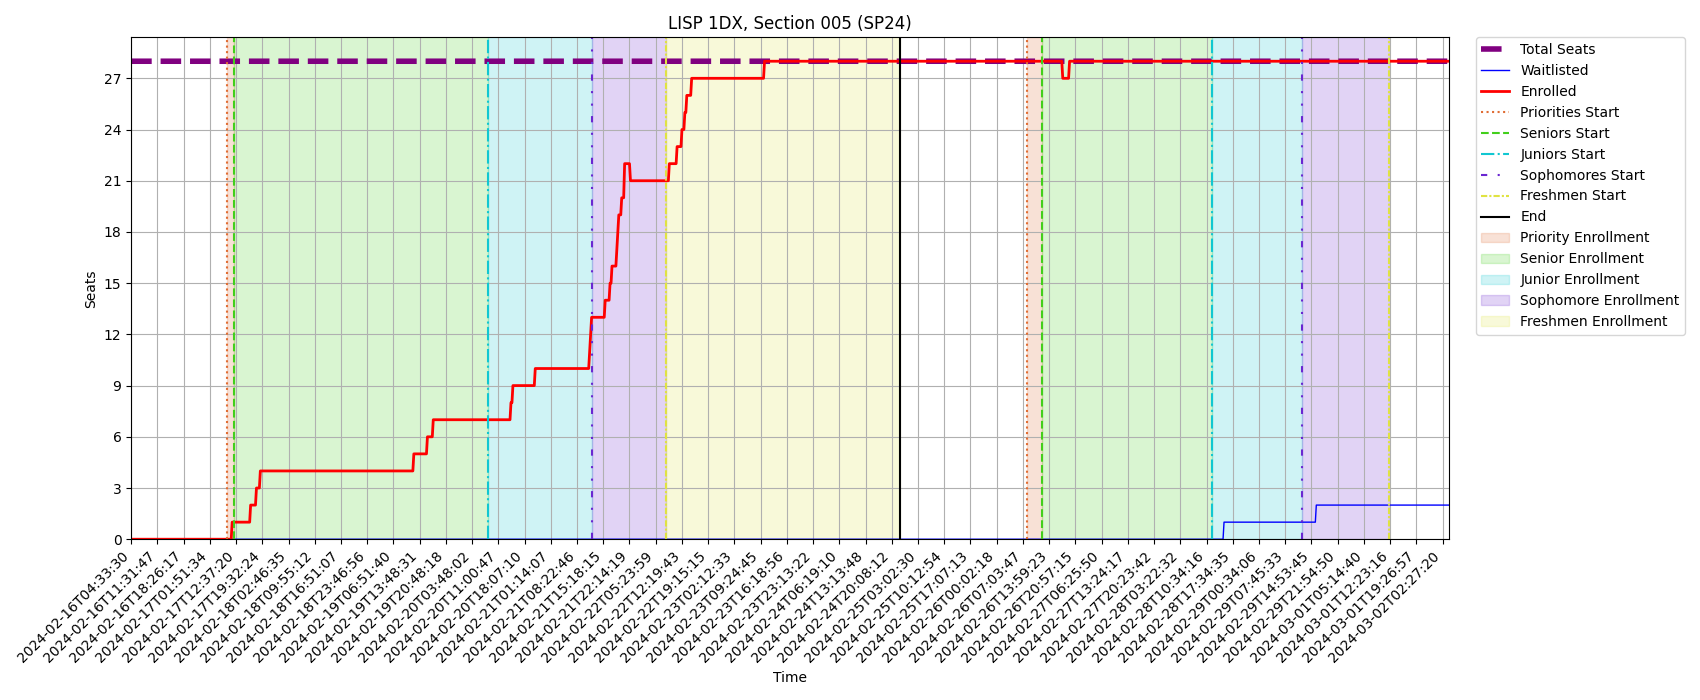 LISP 1DX, Section 005 (SP24)
Seats
27
24
21
18
15
12
9
6
3
0
2024-02-16T04:33:30
2024-02-16T11:31:47
2024-02-16T18:26:17
2024-02-17T01:51:34
2024-02-17T12:37:20
2024-02-17T19:32:24
2024-02-18T02:46:35
2024-02-18T09:55:12
2024-02-18T16:51:07
2024-02-18T23:46:56
2024-02-19T06:51:40
2024-02-19T13:48:31
2024-02-19T20:48:18
2024-02-20T03:48:02
2024-02-20T11:00:47
2024-02-20T18:07:10
2024-02-21T01:14:07
2024-02-21T08:22:46
2024-02-21T15:18:15
2024-02-21T22:14:19
2024-02-22T05:23:59
2024-02-22T12:19:43
2024-02-22T19:15:15
2024-02-23T02:12:33
2024-02-23T09:24:45
2024-02-23T16:18:56
2024-02-23T23:13:22
2024-02-24T06:19:10
2024-02-24T13:13:48
2024-02-24T20:08:12
2024-02-25T03:02:30
2024-02-25T10:12:54
2024-02-25T17:07:13
2024-02-26T00:02:18
2024-02-26T07:03:47
2024-02-26T13:59:23
2024-02-26T20:57:15
2024-02-27T06:25:50
2024-02-27T13:24:17
2024-02-27T20:23:42
2024-02-28T03:22:32
2024-02-28T10:34:16
2024-02-28T17:34:35
2024-02-29T00:34:06
2024-02-29T07:45:33
2024-02-29T14:53:45
2024-02-29T21:54:50
2024-03-01T05:14:40
2024-03-01T12:23:16
2024-03-01T19:26:57
2024-03-02T02:27:20
Time
Total Seats
Waitlisted
Enrolled
Priorities Start
Seniors Start
Juniors Start
Sophomores Start
Freshmen Start
End
Priority Enrollment
Senior Enrollment
Junior Enrollment
Sophomore Enrollment
Freshmen Enrollment